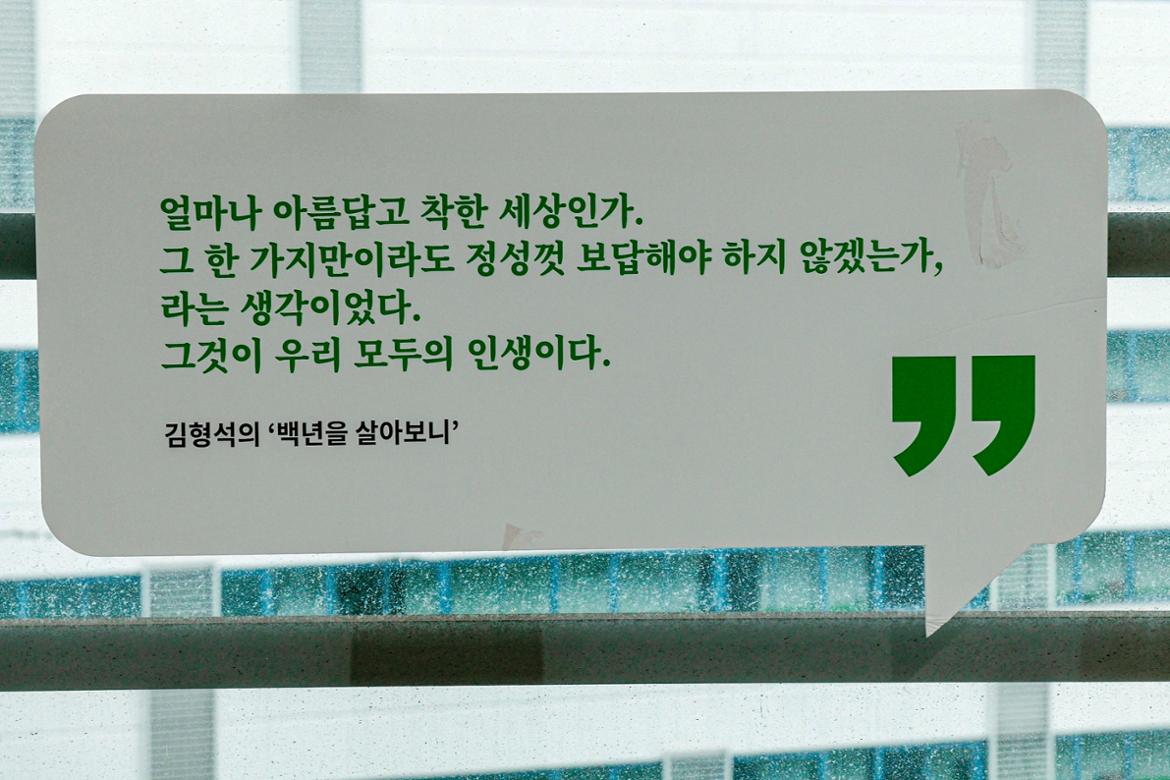 얼마나 아름답고 착한 세상인가.
그 한 가지만이라도 정성껏 보답해야 하지 않겠는가,
라는 생각이었다.
그것이 우리 모두의 인생이다.
김형석의 ‘백년을 살아보니’
”